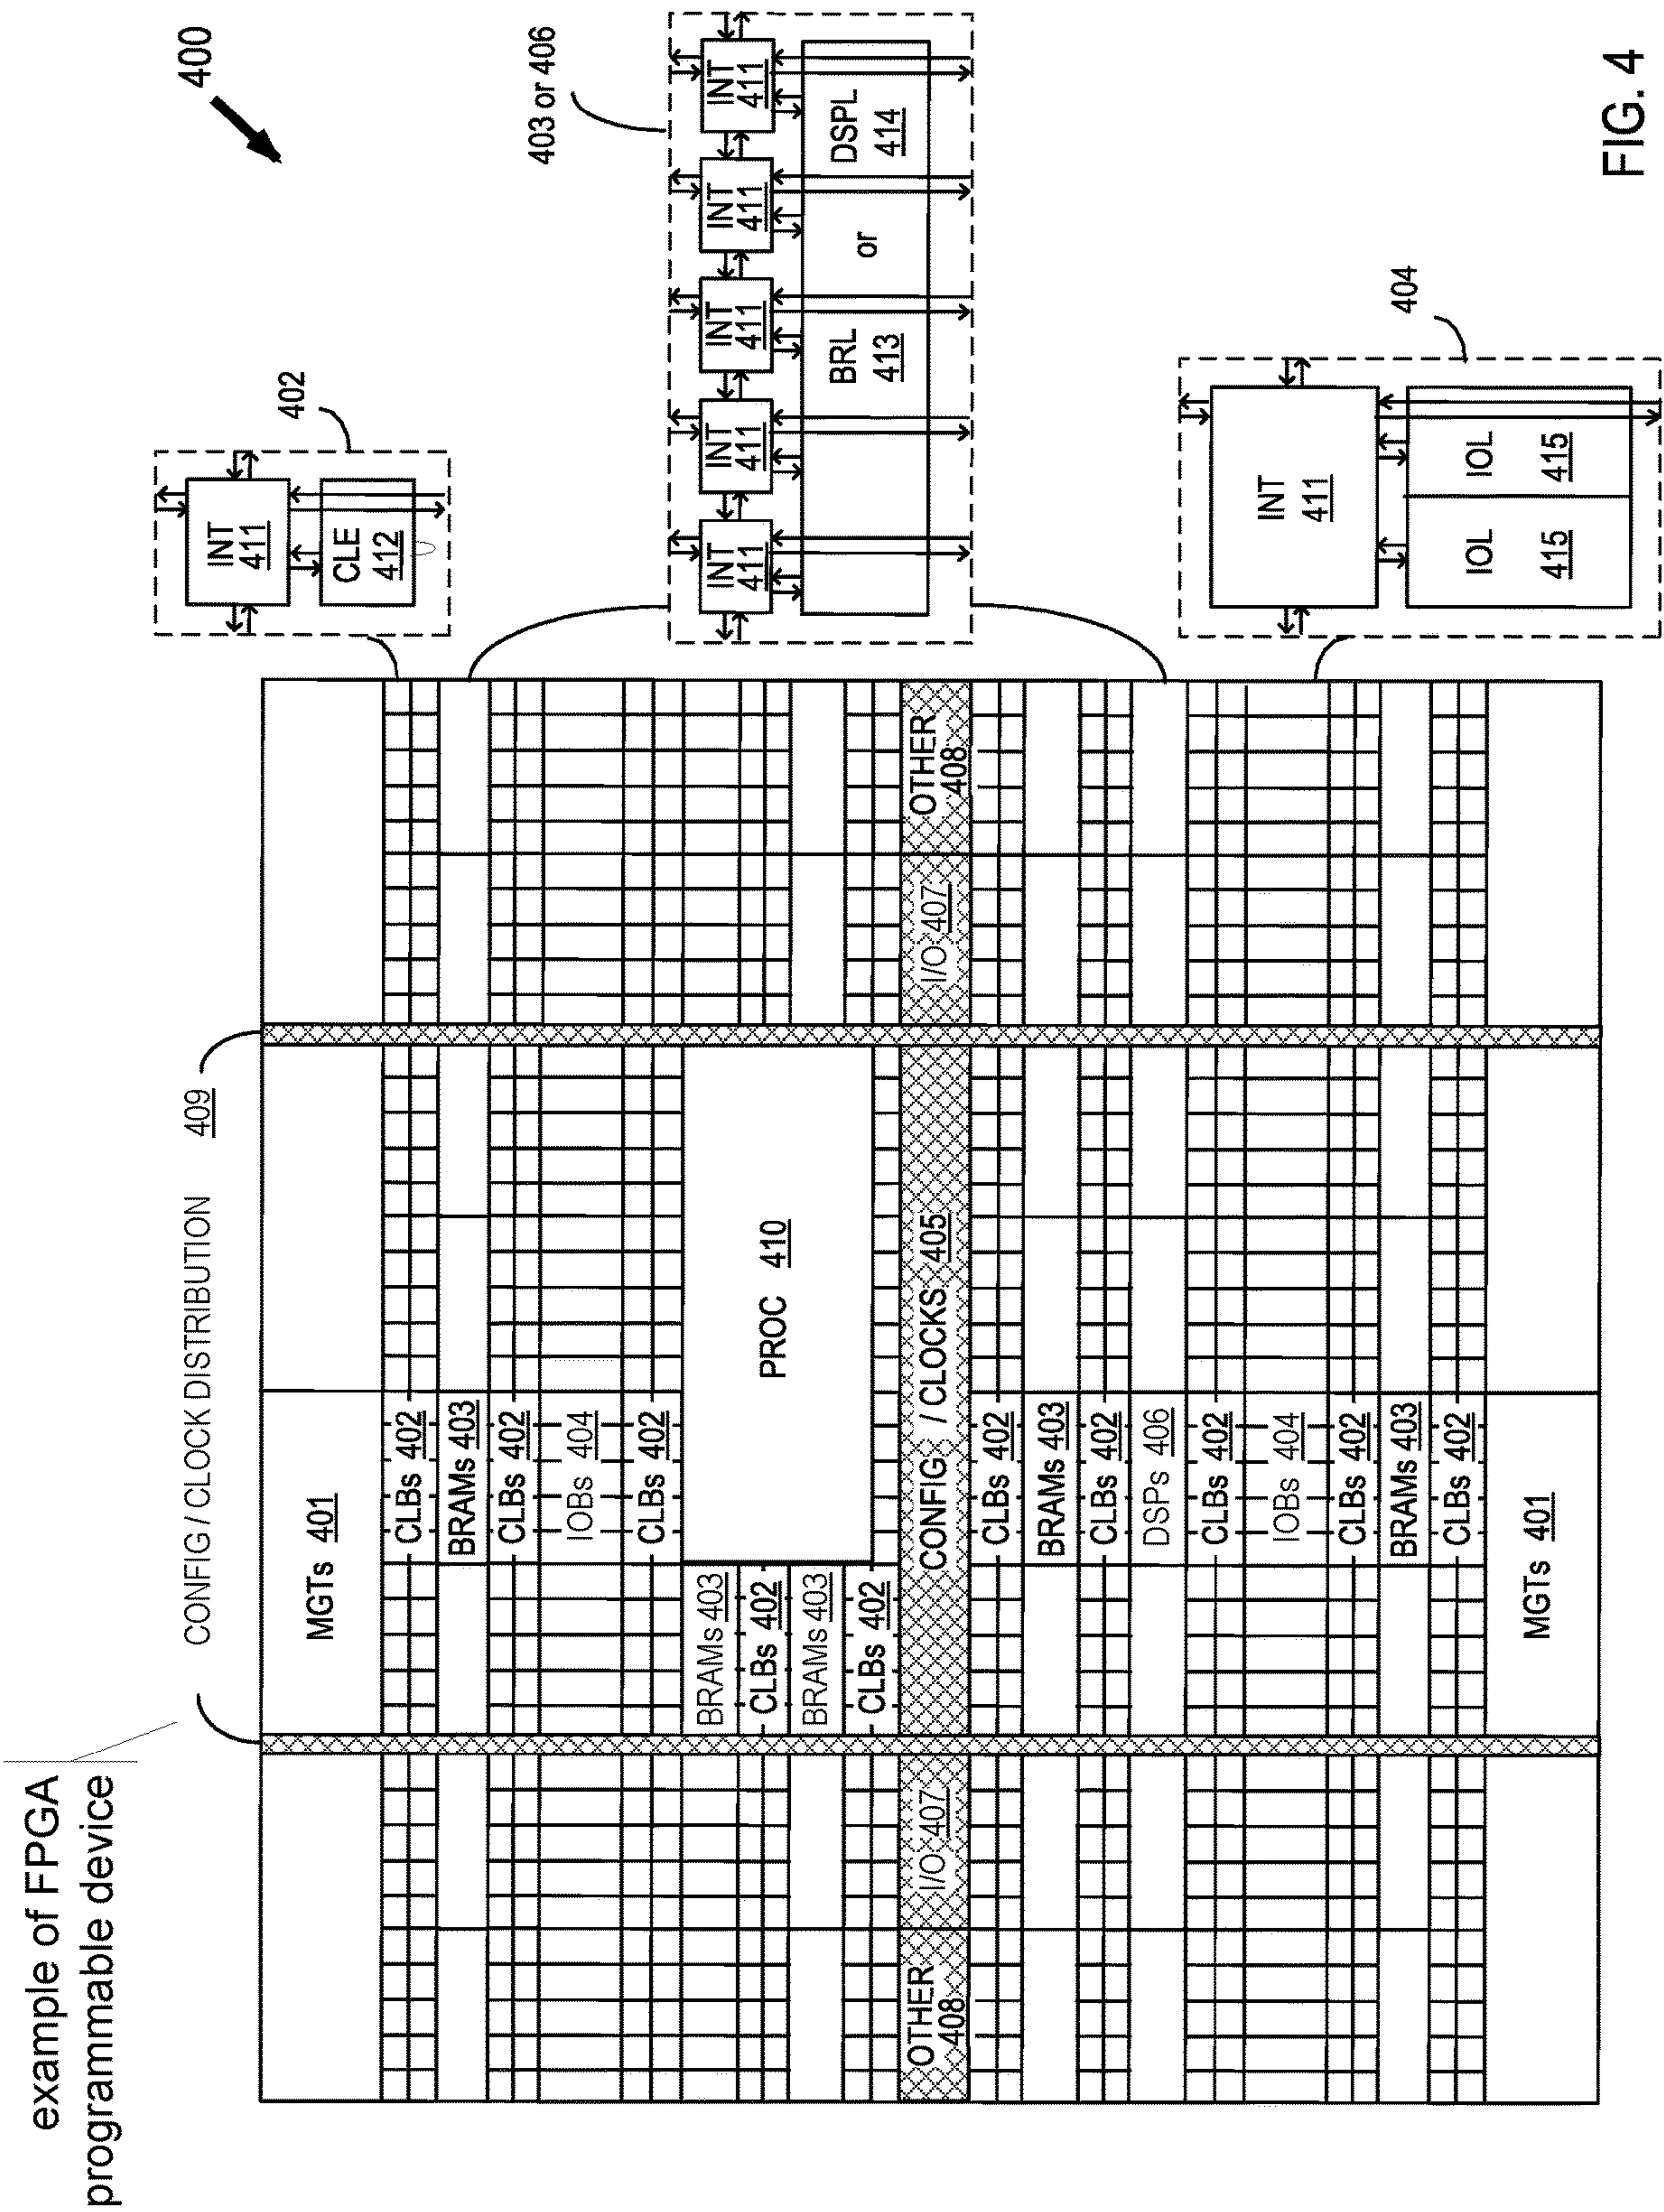 example of FPGA
programmable device
CONFIG / CLOCK DISTRIBUTION 409
400
MGTs 401
CLBs 402
BRAMs 403
CLBs 402
IOBs 404
CLBs 402
BRAMs 403
CLBs 402
BRAMs 403
CLBs 402
PROC 410
OTHER
408
I/O 407
CONFIG / CLOCKS 405
I/O 407
OTHER
408
CLBs 402
BRAMs 403
CLBs 402
DSPs 406
CLBs 402
IOBs 404
CLBs 402
BRAMs 403
CLBs 402
MGTs 401
402
INT
411
CLE
412
403 or 406
INT
411
INT
411
INT
411
INT
411
INT
411
BRL
413
or
DSPL
414
404
INT
411
IOL
415
IOL
415
FIG. 4